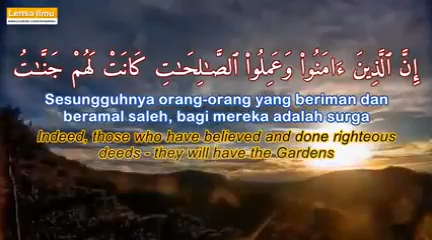 Lensa Ilmu
إِنَّ ٱلَّذِينَ ءَامَنُوا۟ وَعَمِلُوا۟ ٱلصَّـٰلِحَـٰتِ كَانَتْ لَهُمْ جَنَّـٰتُ
Sesungguhnya orang-orang yang beriman dan
beramal saleh, bagi mereka adalah surga
Indeed, those who have believed and done righteous
deeds - they will have the Gardens